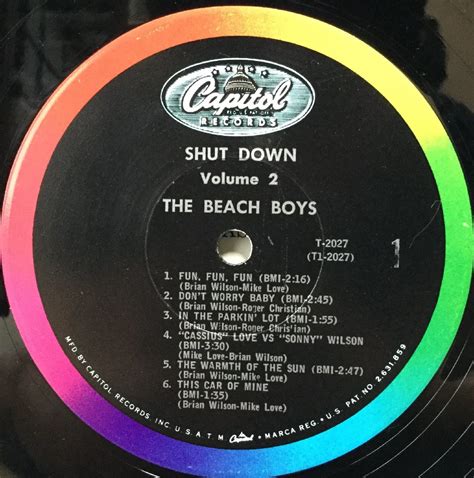 Capitol
RECORDS
SHUT DOWN
Volume 2
THE BEACH BOYS
T-2027
(T1-2027)
1
1. FUN, FUN, FUN (BMI-2:16)
(Brian Wilson-Mike Love)
2. DON'T WORRY BABY (BMI-2:45)
(Brian Wilson-Roger Christian)
3. IN THE PARKIN' LOT (BMI-1:55)
(Brian Wilson-Roger Christian)
4. "CASSIUS" LOVE VS "SONNY" WILSON
(BMI-3:30)
(Mike Love-Brian Wilson)
5. THE WARMTH OF THE SUN (BMI-2:47)
(Brian Wilson-Mike Love)
6. THIS CAR OF MINE
(BMI-1:35)
(Brian Wilson-Mike Love)
MFD BY CAPITOL RECORDS, INC. U.S.A. T.M. Capitol MARCA REG. • U.S. PAT. NO. 2,631,859